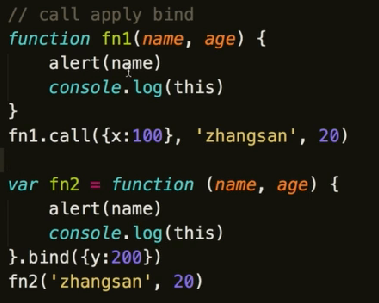 // call apply bind
function fn1(name, age) {
    alert(name)
    console.log(this)
}
fn1.call({x:100}, 'zhangsan', 20)

var fn2 = function (name, age) {
    alert(name)
    console.log(this)
}.bind({y:200})
fn2('zhangsan', 20)